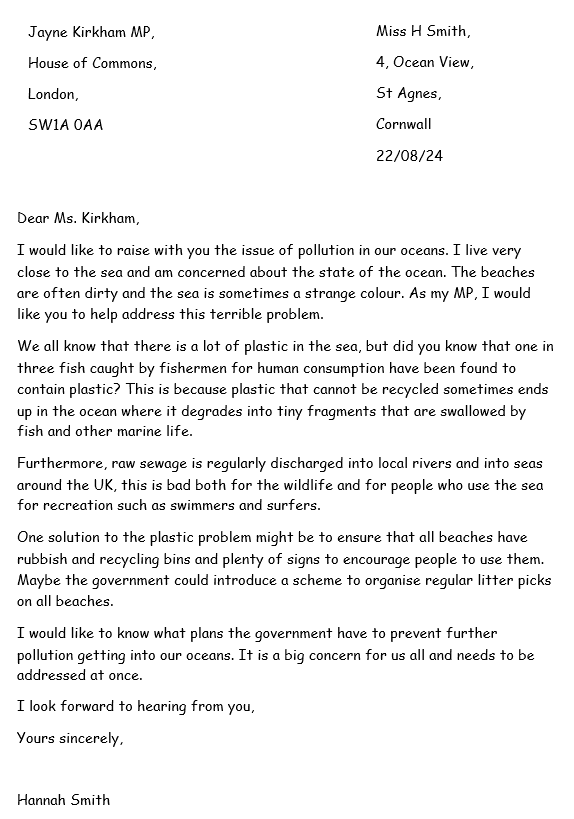 Jayne Kirkham MP,
House of Commons,
London,
SW1A 0AA
Miss H Smith,
4, Ocean View,
St Agnes,
Cornwall
22/08/24
Dear Ms. Kirkham,
I would like to raise with you the issue of pollution in our oceans. I live very
close to the sea and am concerned about the state of the ocean. The beaches
are often dirty and the sea is sometimes a strange colour. As my MP, I would
like you to help address this terrible problem.
We all know that there is a lot of plastic in the sea, but did you know that one in
three fish caught by fishermen for human consumption have been found to
contain plastic? This is because plastic that cannot be recycled sometimes ends
up in the ocean where it degrades into tiny fragments that are swallowed by
fish and other marine life.
Furthermore, raw sewage is regularly discharged into local rivers and into seas
around the UK, this is bad both for the wildlife and for people who use the sea
for recreation such as swimmers and surfers.
One solution to the plastic problem might be to ensure that all beaches have
rubbish and recycling bins and plenty of signs to encourage people to use them.
Maybe the government could introduce a scheme to organise regular litter picks
on all beaches.
I would like to know what plans the government have to prevent further
pollution getting into our oceans. It is a big concern for us all and needs to be
addressed at once.
I look forward to hearing from you,
Yours sincerely,
Hannah Smith